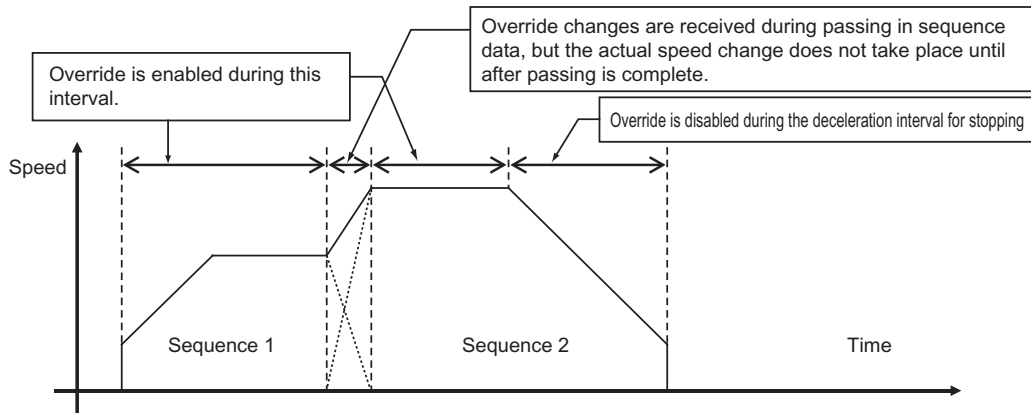 Override changes are received during passing in sequence
data, but the actual speed change does not take place until
after passing is complete.
Override is enabled during this
interval.
Override is disabled during the deceleration interval for stopping
Speed
Sequence 1
Sequence 2
Time